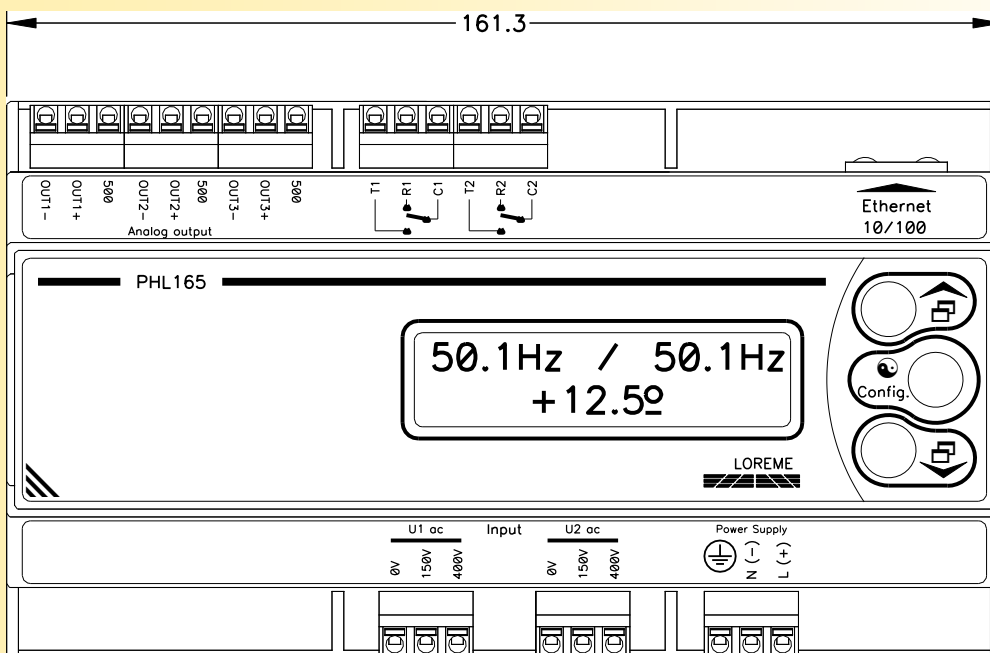 161.3
OUT1- OUT1+ 500 OUT2- OUT2+ 500 OUT3- OUT3+ 500
Analog output
T1 R1 C1 T2 R2 C2
Ethernet
10/100
PHL165
50.1Hz / 50.1Hz
+12.5º
Config.
LOREME
U1 ac Input U2 ac Power Supply
0V 150V 400V 0V 150V 400V N (-) L (+)